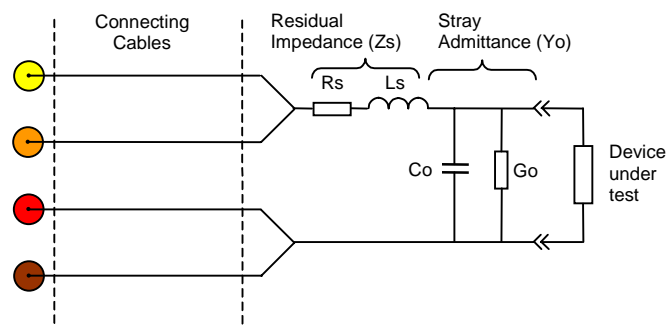 Connecting
Cables
Residual
Impedance (Zs)
Stray
Admittance (Yo)
Rs
Ls
Co
Go
Device
under
test